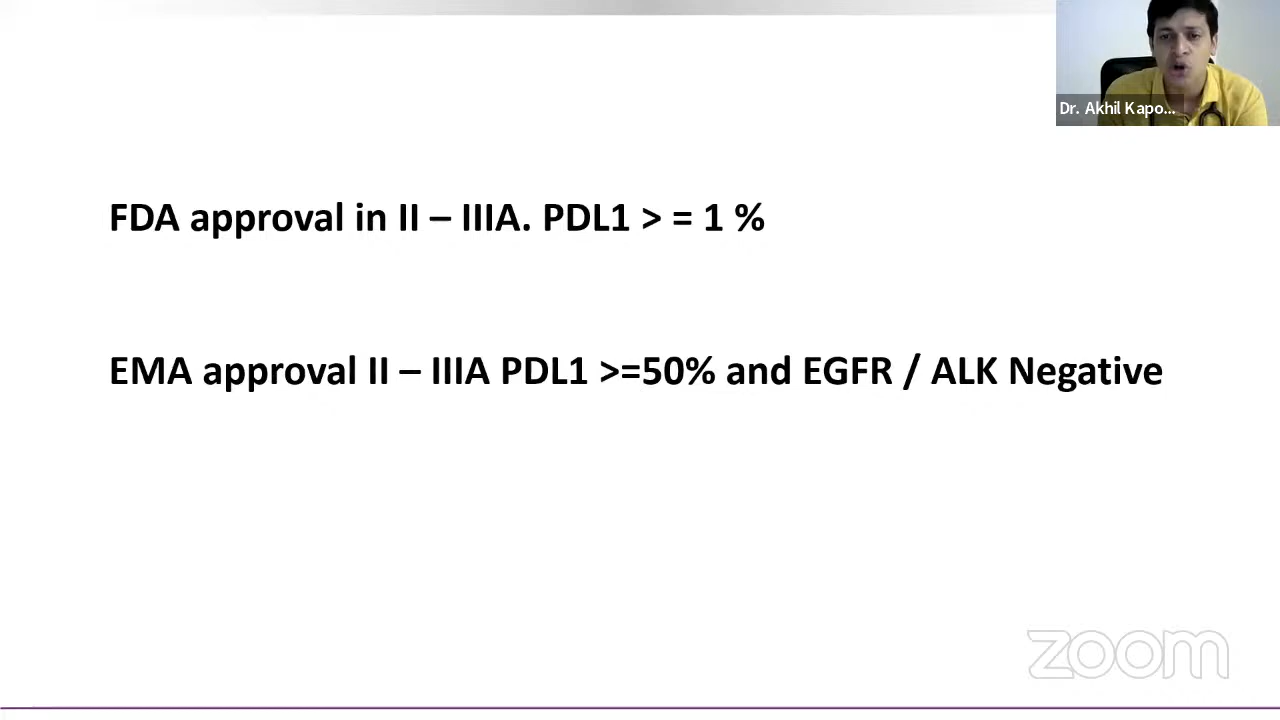 Dr. Akhil Kapo...
FDA approval in II – IIIA. PDL1 > = 1 %
EMA approval II – IIIA PDL1 >=50% and EGFR / ALK Negative
zoom